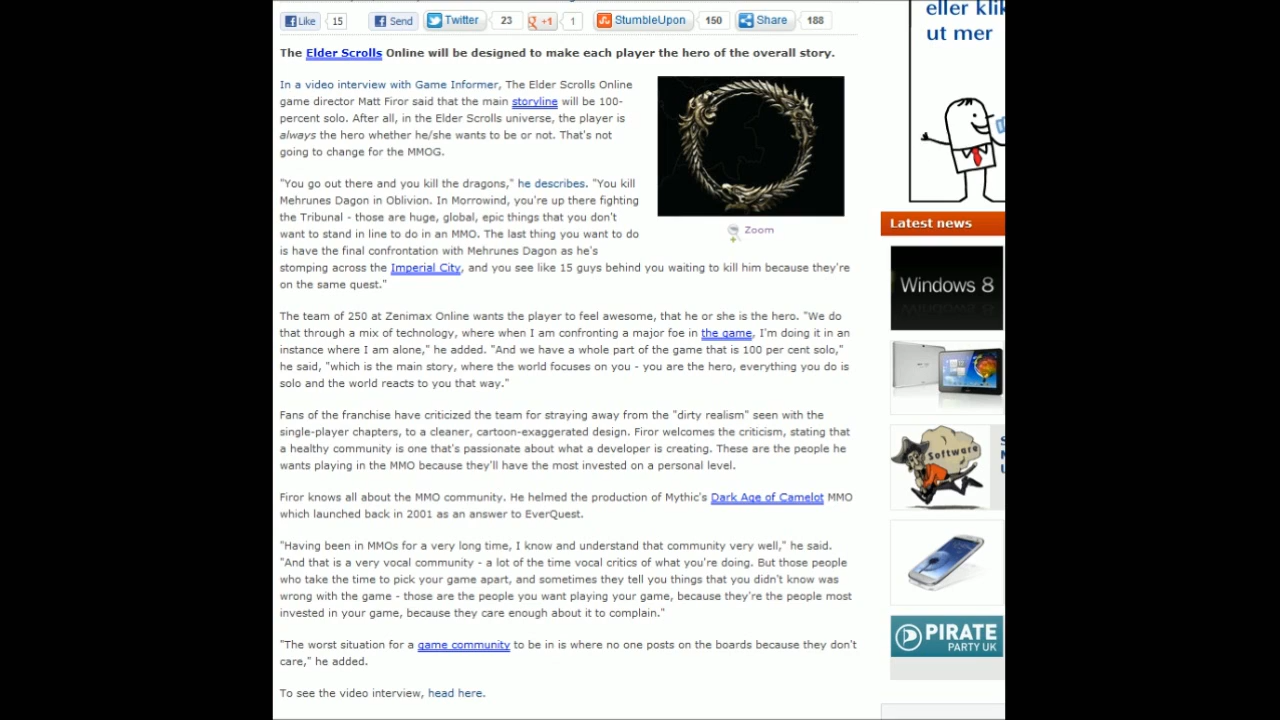 Like 15 Send Twitter 23 +1 1 StumbleUpon 150 Share 188
The Elder Scrolls Online will be designed to make each player the hero of the overall story.
In a video interview with Game Informer, The Elder Scrolls Online
game director Matt Firor said that the main storyline will be 100-
percent solo. After all, in the Elder Scrolls universe, the player is
always the hero whether he/she wants to be or not. That's not
going to change for the MMOG.
Zoom
"You go out there and you kill the dragons," he describes. "You kill
Mehrunes Dagon in Oblivion. In Morrowind, you're up there fighting
the Tribunal - those are huge, global, epic things that you don't
want to stand in line to do in an MMO. The last thing you want to do
is have the final confrontation with Mehrunes Dagon as he's
stomping across the Imperial City, and you see like 15 guys behind you waiting to kill him because they're
on the same quest."
The team of 250 at Zenimax Online wants the player to feel awesome, that he or she is the hero. "We do
that through a mix of technology, where when I am confronting a major foe in the game, I'm doing it in an
instance where I am alone," he added. "And we have a whole part of the game that is 100 per cent solo,"
he said, "which is the main story, where the world focuses on you - you are the hero, everything you do is
solo and the world reacts to you that way."
Fans of the franchise have criticized the team for straying away from the "dirty realism" seen with the
single-player chapters, to a cleaner, cartoon-exaggerated design. Firor welcomes the criticism, stating that
a healthy community is one that's passionate about what a developer is creating. These are the people he
wants playing in the MMO because they'll have the most invested on a personal level.
Firor knows all about the MMO community. He helmed the production of Mythic's Dark Age of Camelot MMO
which launched back in 2001 as an answer to EverQuest.
"Having been in MMOs for a very long time, I know and understand that community very well," he said.
"And that is a very vocal community - a lot of the time vocal critics of what you're doing. But those people
who take the time to pick your game apart, and sometimes they tell you things that you didn't know was
wrong with the game - those are the people you want playing your game, because they're the people most
invested in your game, because they care enough about it to complain."
"The worst situation for a game community to be in is where no one posts on the boards because they don't
care," he added.
To see the video interview, head here.
eller klik
ut mer
Latest news
Windows 8
Software
PIRATE
PARTY UK